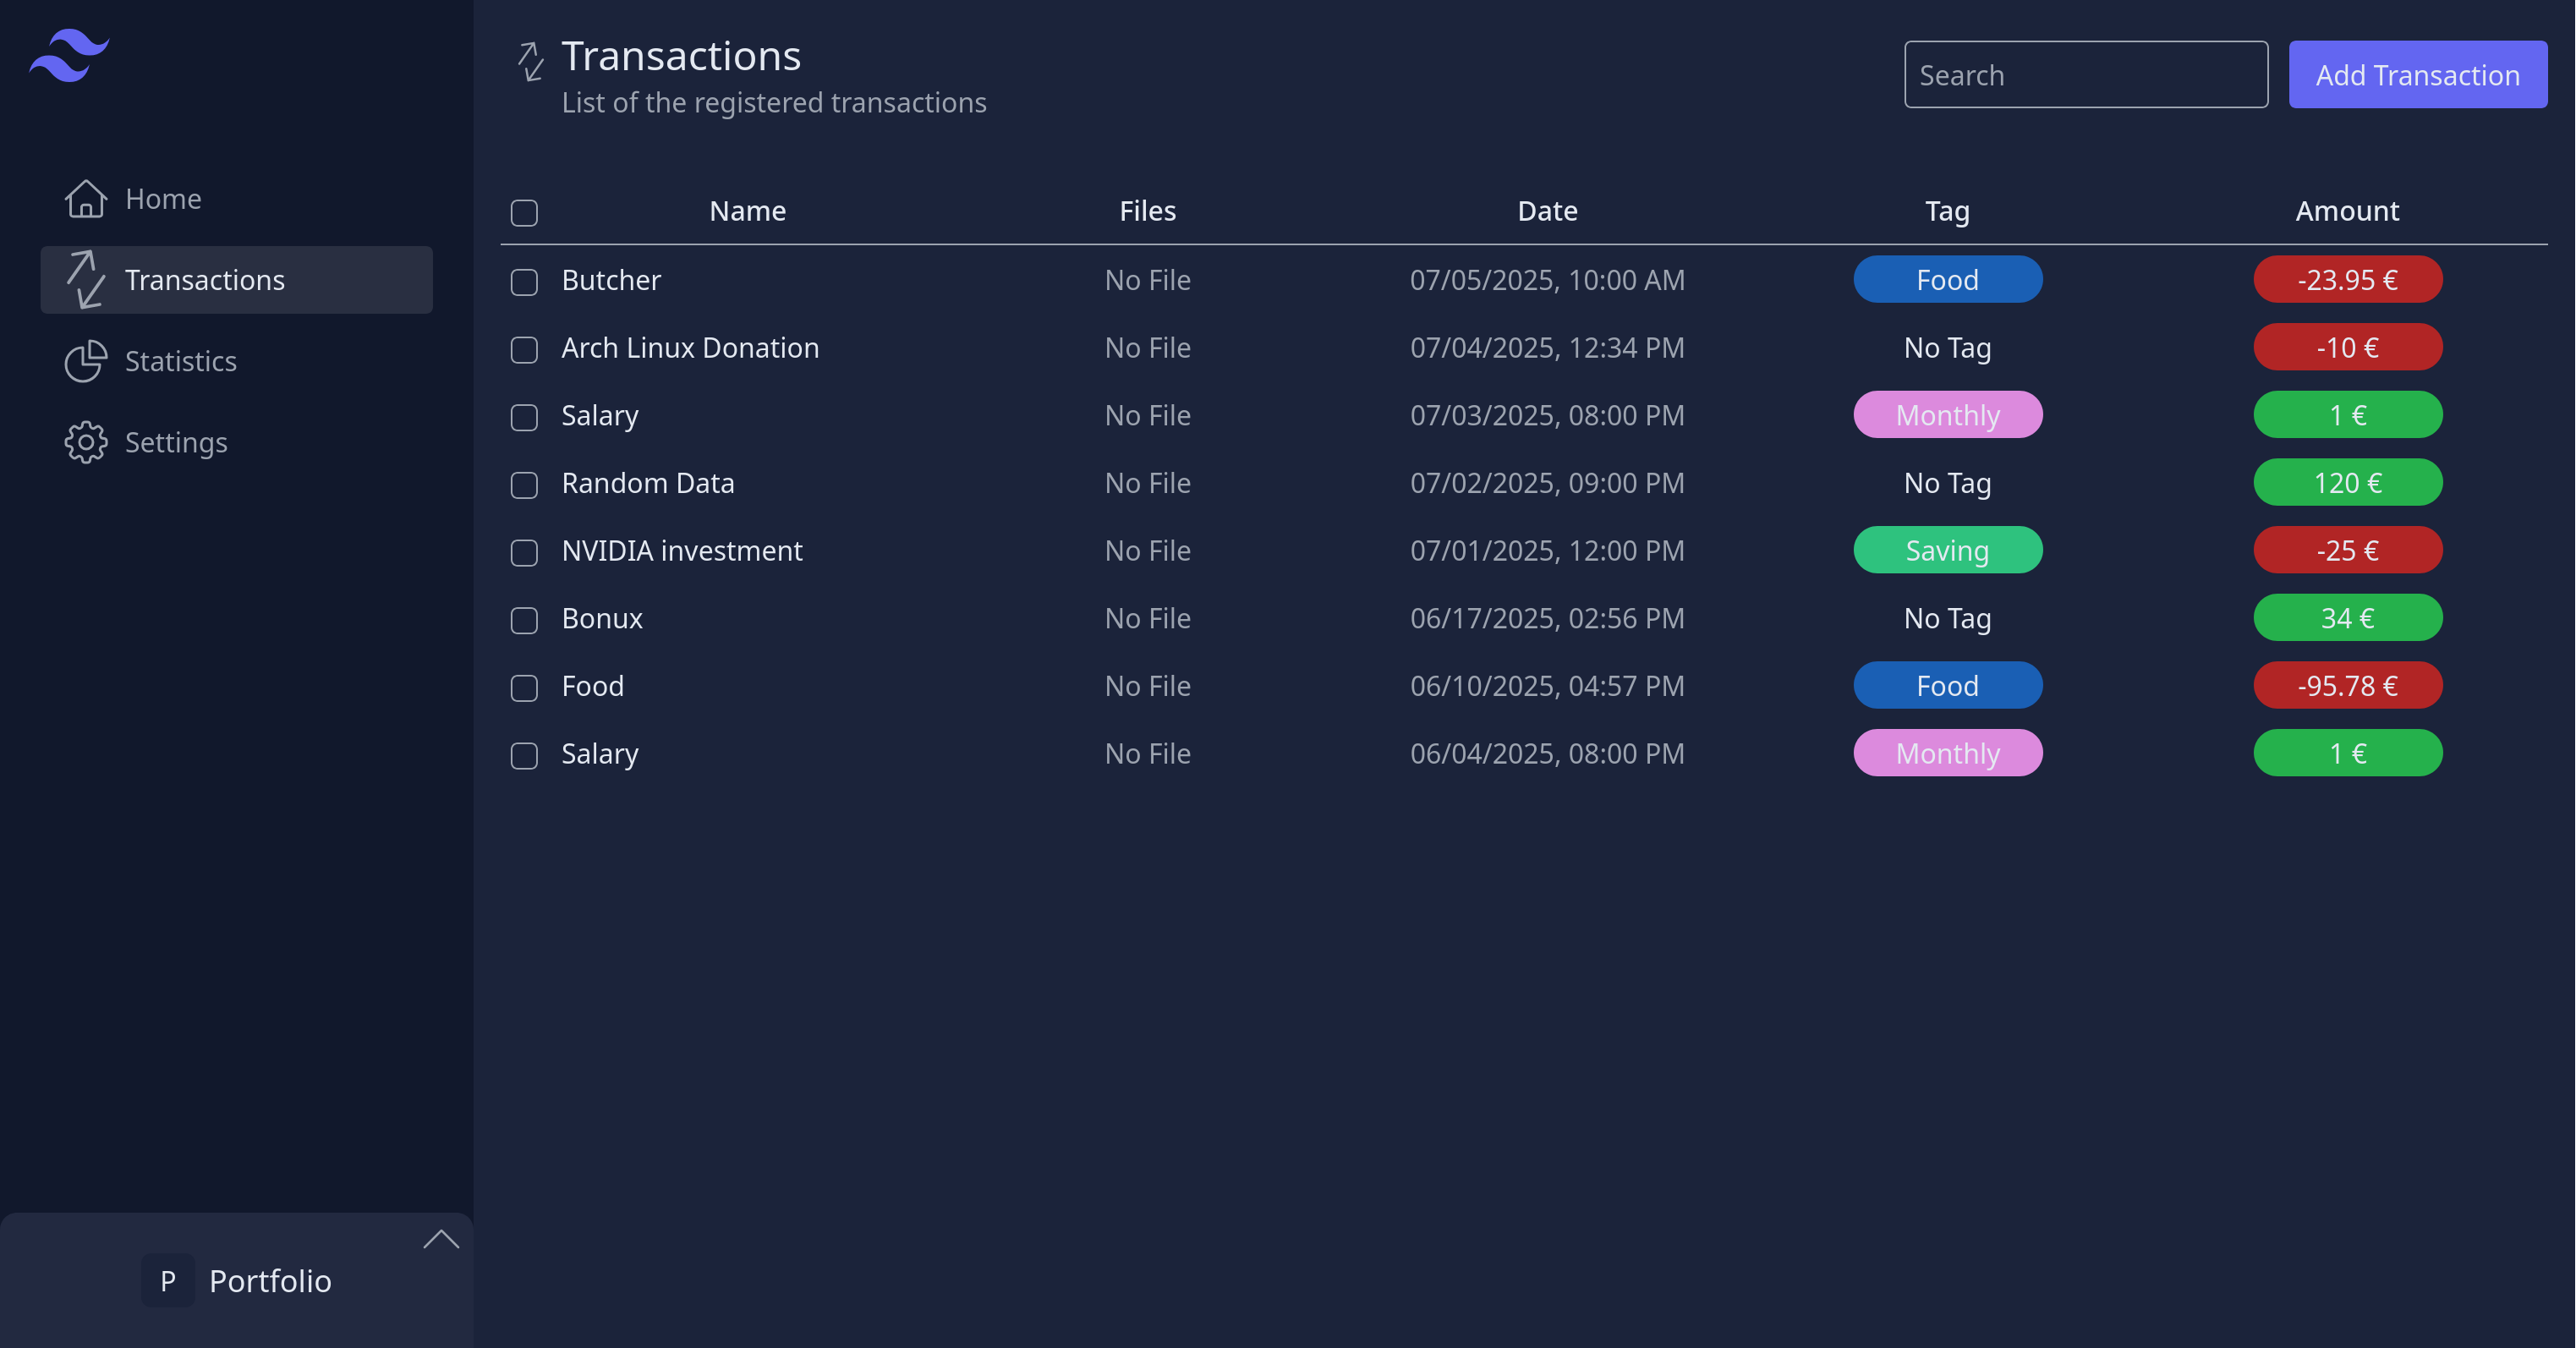 Transactions
List of the registered transactions
Search
Add Transaction
Home
Transactions
Statistics
Settings
Name Files Date Tag Amount
Butcher No File 07/05/2025, 10:00 AM Food -23.95 €
Arch Linux Donation No File 07/04/2025, 12:34 PM No Tag -10 €
Salary No File 07/03/2025, 08:00 PM Monthly 1 €
Random Data No File 07/02/2025, 09:00 PM No Tag 120 €
NVIDIA investment No File 07/01/2025, 12:00 PM Saving -25 €
Bonux No File 06/17/2025, 02:56 PM No Tag 34 €
Food No File 06/10/2025, 04:57 PM Food -95.78 €
Salary No File 06/04/2025, 08:00 PM Monthly 1 €
P Portfolio